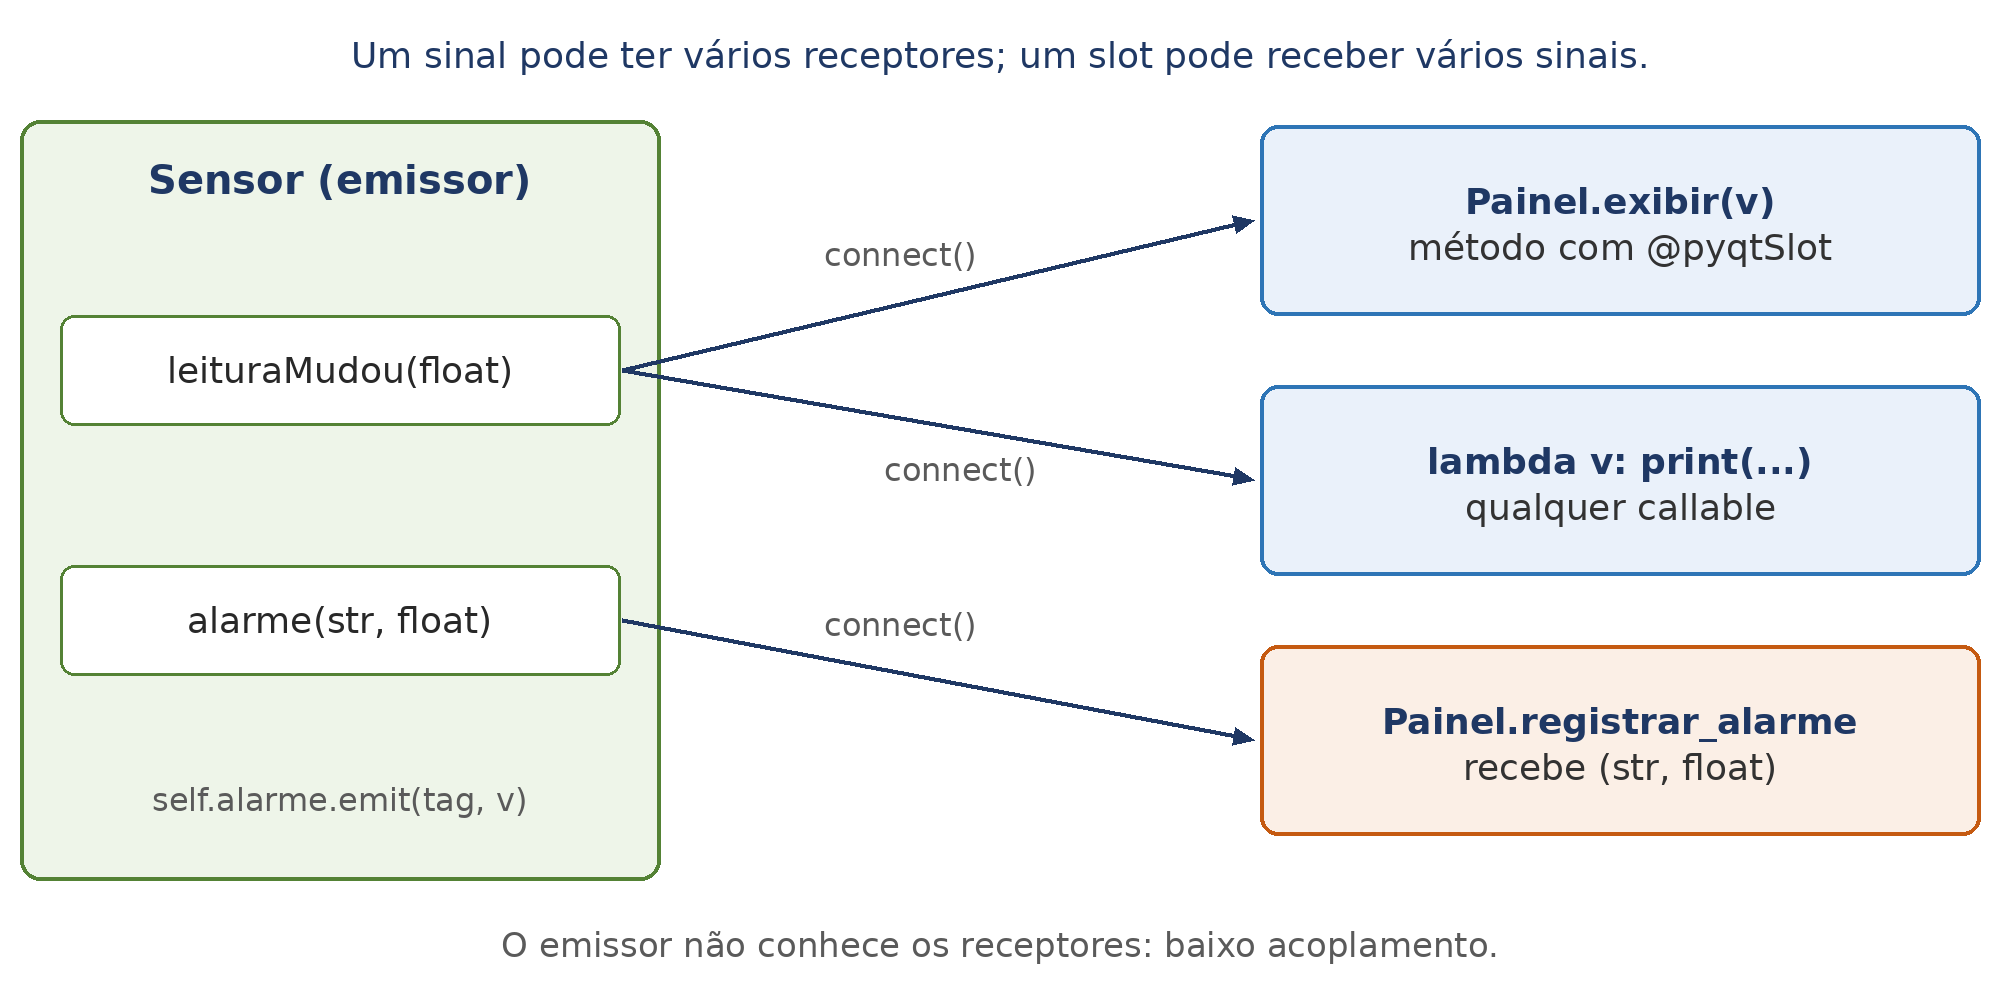 Um sinal pode ter vários receptores; um slot pode receber vários sinais.
Sensor (emissor)
leituraMudou(float)
alarme(str, float)
self.alarme.emit(tag, v)
connect()
connect()
connect()
Painel.exibir(v)
método com @pyqtSlot
lambda v: print(...)
qualquer callable
Painel.registrar_alarme
recebe (str, float)
O emissor não conhece os receptores: baixo acoplamento.